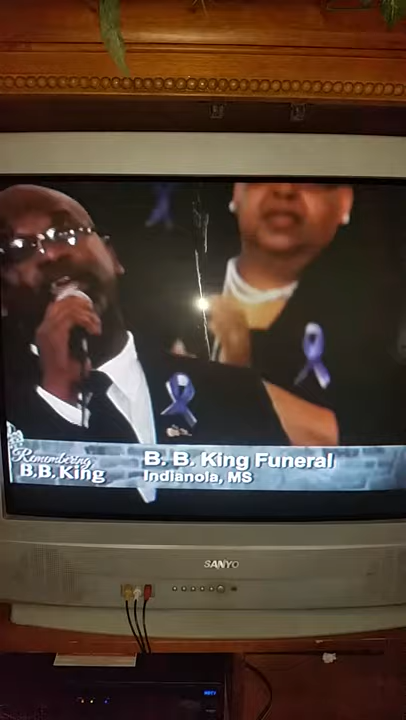 Remembering
B.B. King
B. B. King Funeral
Indianola, MS
SANYO